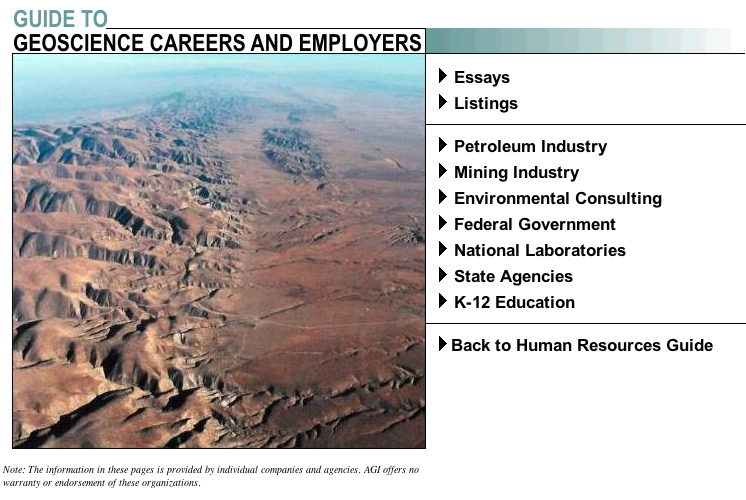 GUIDE TO
GEOSCIENCE CAREERS AND EMPLOYERS
Essays
Listings
Petroleum Industry
Mining Industry
Environmental Consulting
Federal Government
National Laboratories
State Agencies
K-12 Education
Back to Human Resources Guide
Note: The information in these pages is provided by individual companies and agencies. AGI offers no
warranty or endorsement of these organizations.